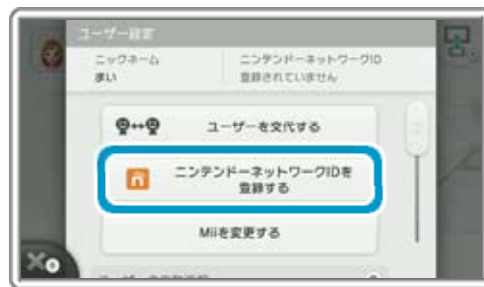 ユーザー設定
ニックネーム
まい
ニンテンドーネットワークID
登録されていません
ユーザーを交代する
ニンテンドーネットワークIDを
登録する
Miiを変更する